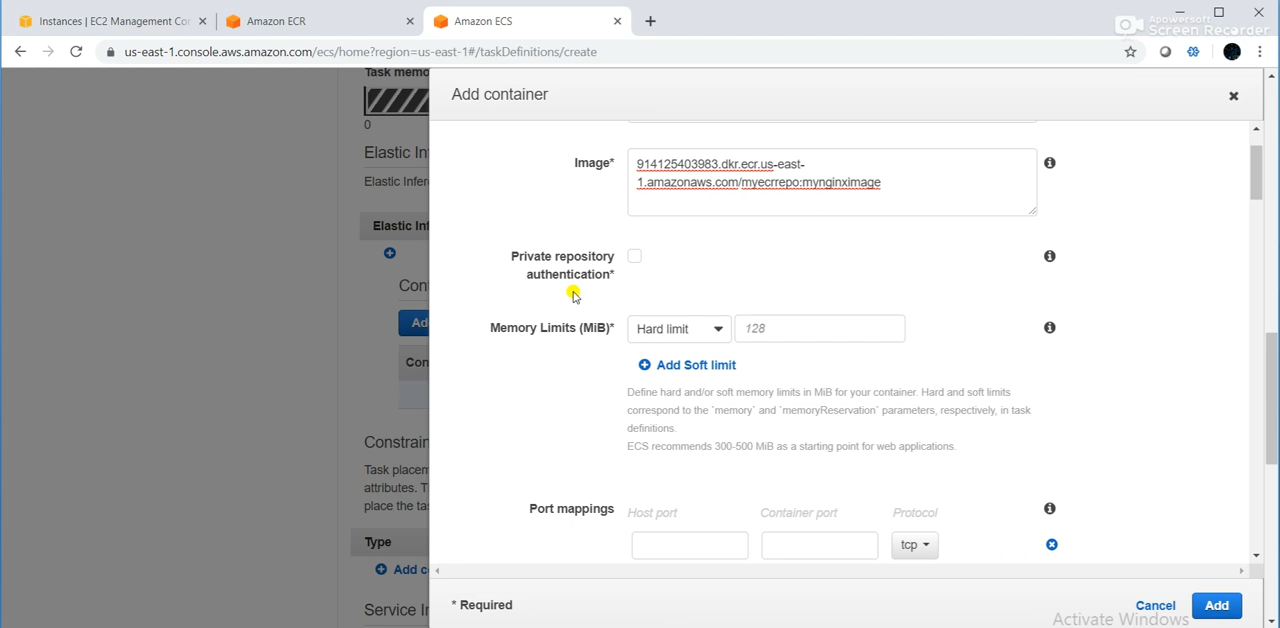 Instances | EC2 Management Con
Amazon ECR
Amazon ECS
Apowersoft
Screen Recorder
us-east-1.console.aws.amazon.com/ecs/home?region=us-east-1#/taskDefinitions/create
Task memo
0
Elastic In
Elastic Infere
Elastic Inf
Con
Ad
Con
Constrain
Task placem
attributes. T
place the ta
Type
Add c
Service I
Add container
Image*
914125403983.dkr.ecr.us-east-
1.amazonaws.com/myecrrepo:mynginximage
Private repository
authentication*
Memory Limits (MiB)*
Hard limit
128
Add Soft limit
Define hard and/or soft memory limits in MiB for your container. Hard and soft limits
correspond to the `memory` and `memoryReservation` parameters, respectively, in task
definitions.
ECS recommends 300-500 MiB as a starting point for web applications.
Port mappings
Host port
Container port
Protocol
tcp
* Required
Cancel
Add
Activate Windows